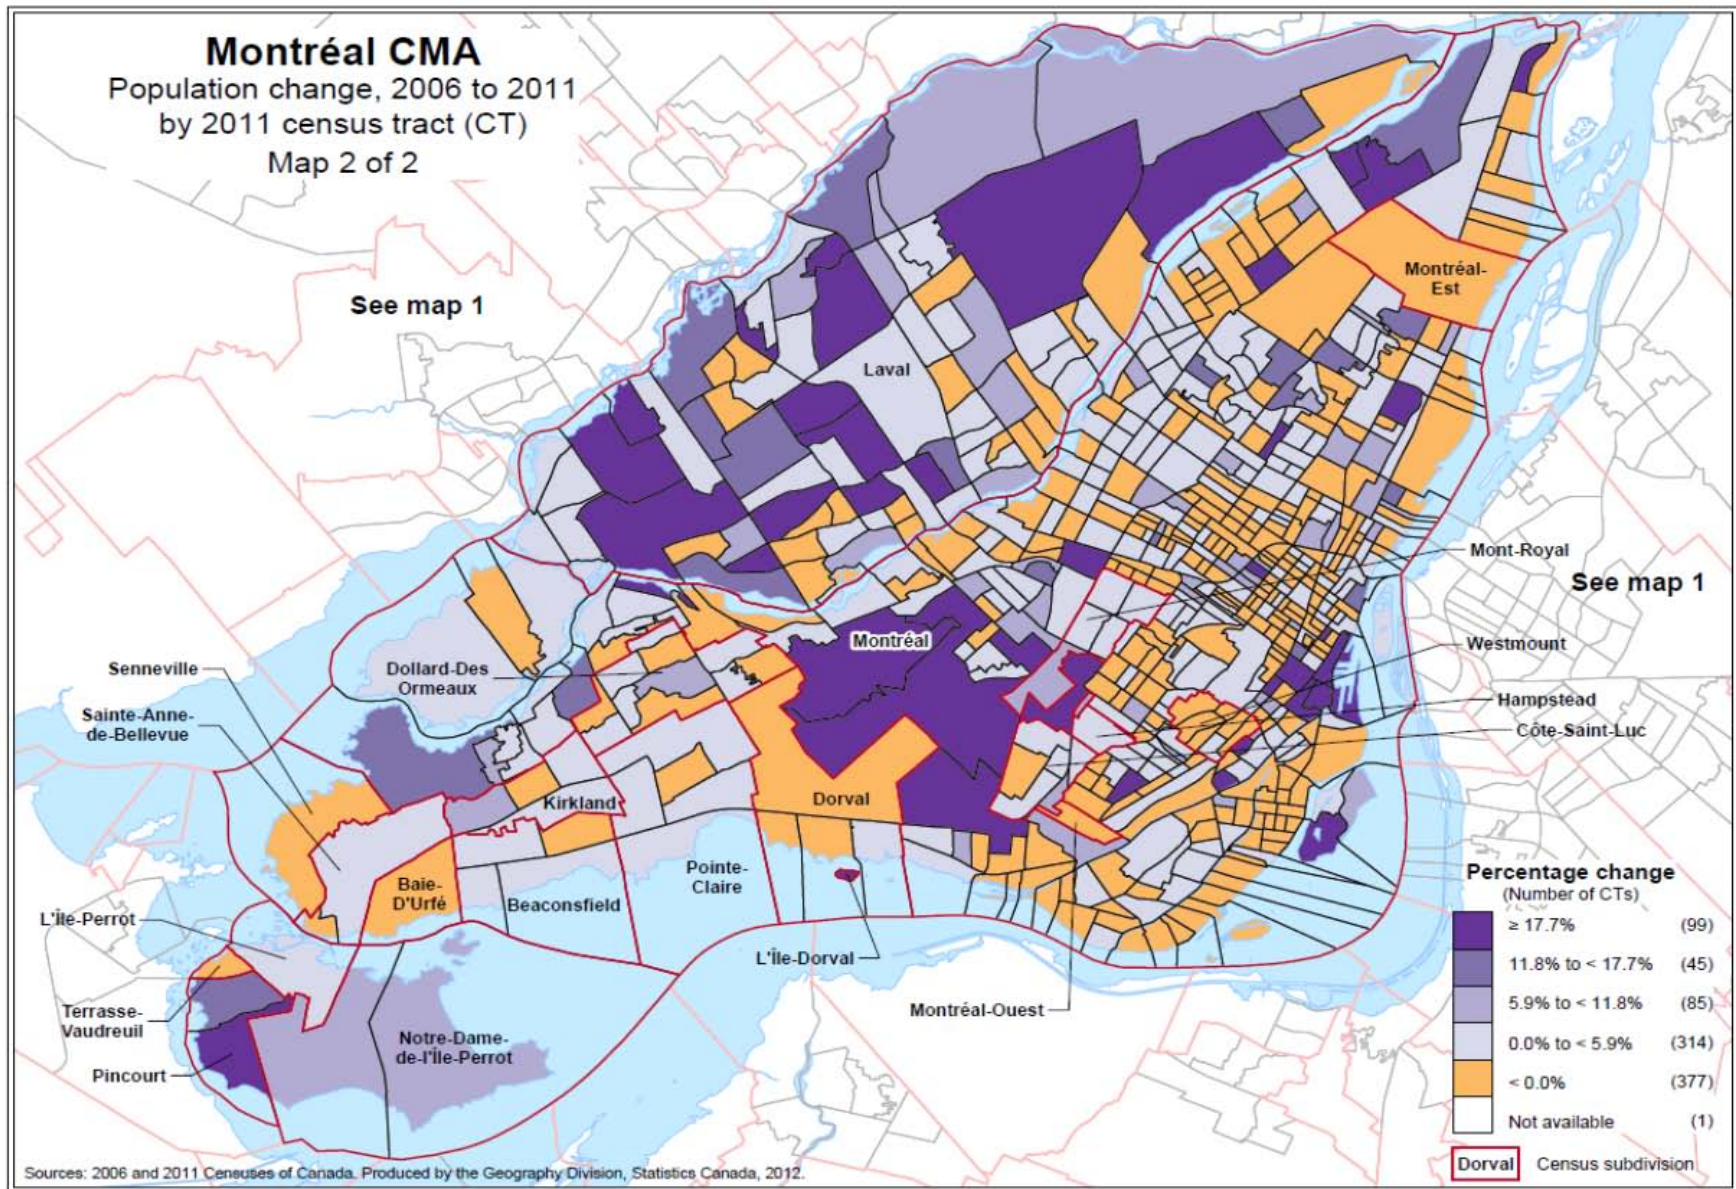 Montréal CMA
Population change, 2006 to 2011
by 2011 census tract (CT)
Map 2 of 2
See map 1
Montréal-
Est
Laval
Mont-Royal
See map 1
Montréal
Westmount
Senneville
Dollard-Des
Ormeaux
Hampstead
Sainte-Anne-
de-Bellevue
Côte-Saint-Luc
Kirkland
Dorval
Pointe-
Claire
Baie-
D'Urfé
Beaconsfield
L'Île-Perrot
L'Île-Dorval
Terrasse-
Vaudreuil
Montréal-Ouest
Notre-Dame-
de-l'Île-Perrot
Pincourt
Percentage change
(Number of CTs)
≥ 17.7% (99)
11.8% to < 17.7% (45)
5.9% to < 11.8% (85)
0.0% to < 5.9% (314)
< 0.0% (377)
Not available (1)
Dorval Census subdivision
Sources: 2006 and 2011 Censuses of Canada. Produced by the Geography Division, Statistics Canada, 2012.